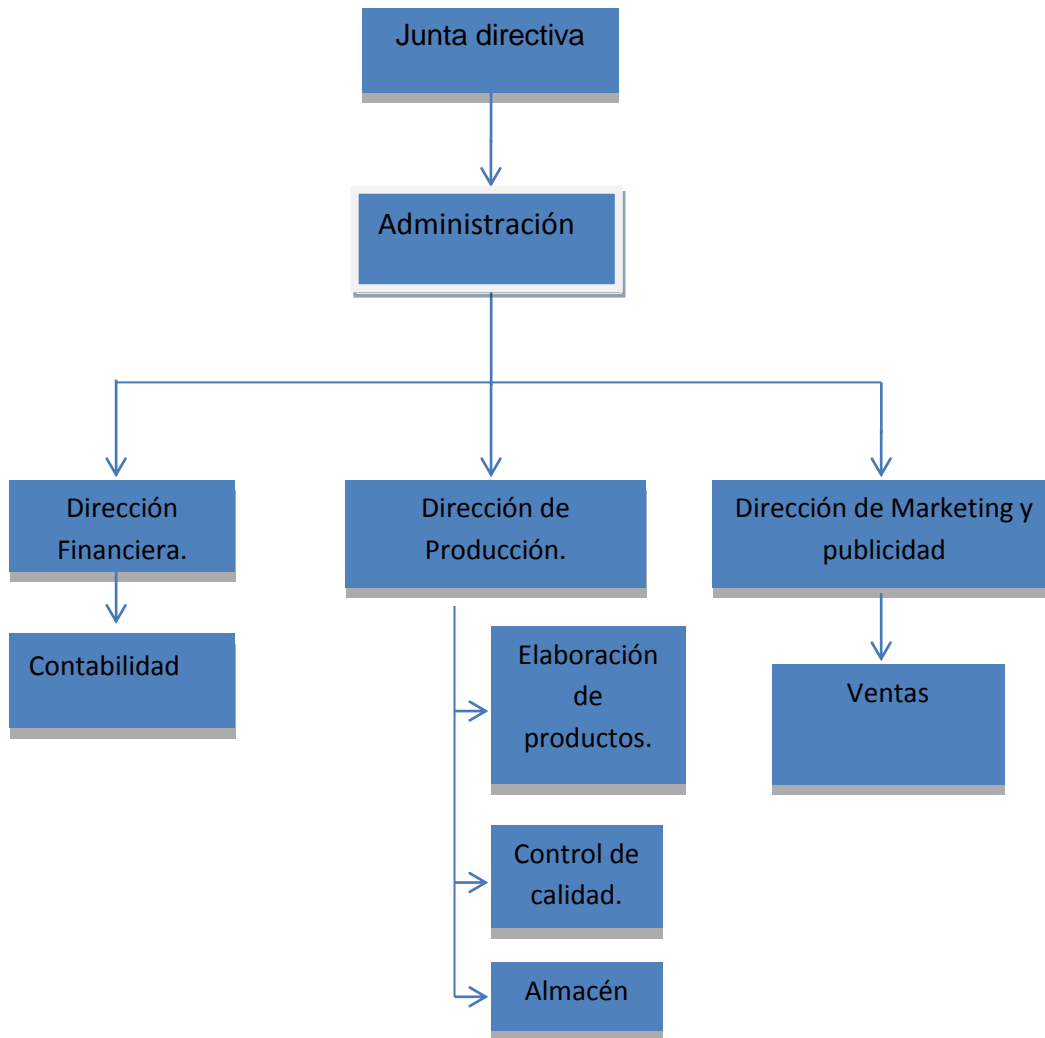 Junta directiva
Administración
Dirección
Financiera.
Dirección de
Producción.
Dirección de Marketing y
publicidad
Contabilidad
Elaboración
de
productos.
Ventas
Control de
calidad.
Almacén